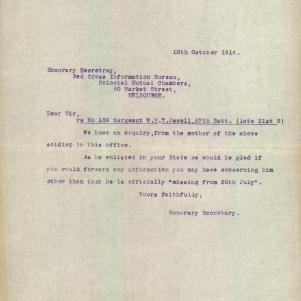 10th October 1916.
Honorary Secretray,
Red Cross Information Bureau,
Colonial Mutual Chambers,
60 Market Street,
MELBOURNE.
Dear Sir,
re No 189 Sargeant W.B.T.Jewell,57th Batt. (late 21st B)
We have an enquiry,from the mother of the above
soldier in this office.
As he enlisted in your State we would be glad if
you would forward any information you may have concerning him
other than that he is officially "missing from 20th July".
Yours faithfully,
Honorary Secretary.